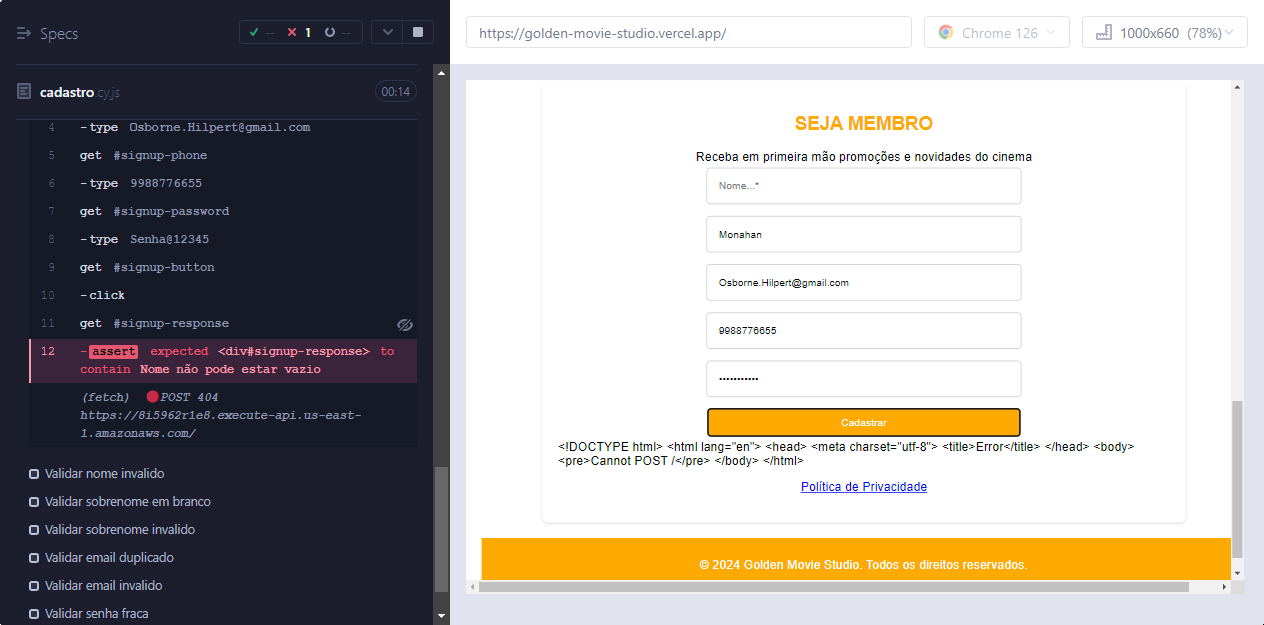 Specs
-- 1 --
cadastro.cy.js 00:14
4 -type Osborne.Hilpert@gmail.com
5 get #signup-phone
6 -type 9988776655
7 get #signup-password
8 -type Senha@12345
9 get #signup-button
10 -click
11 get #signup-response
12 -assert expected <div#signup-response> to
contain Nome não pode estar vazio
(fetch) POST 404
https://8i5962r1e8.execute-api.us-east-
1.amazonaws.com/
Validar nome invalido
Validar sobrenome em branco
Validar sobrenome invalido
Validar email duplicado
Validar email invalido
Validar senha fraca
https://golden-movie-studio.vercel.app/
Chrome 126
1000x660 (78%)
SEJA MEMBRO
Receba em primeira mão promoções e novidades do cinema
Nome...*
Monahan
Osborne.Hilpert@gmail.com
9988776655
•••••••••••
Cadastrar
<!DOCTYPE html> <html lang="en"> <head> <meta charset="utf-8"> <title>Error</title> </head> <body>
<pre>Cannot POST /</pre> </body> </html>
Política de Privacidade
© 2024 Golden Movie Studio. Todos os direitos reservados.